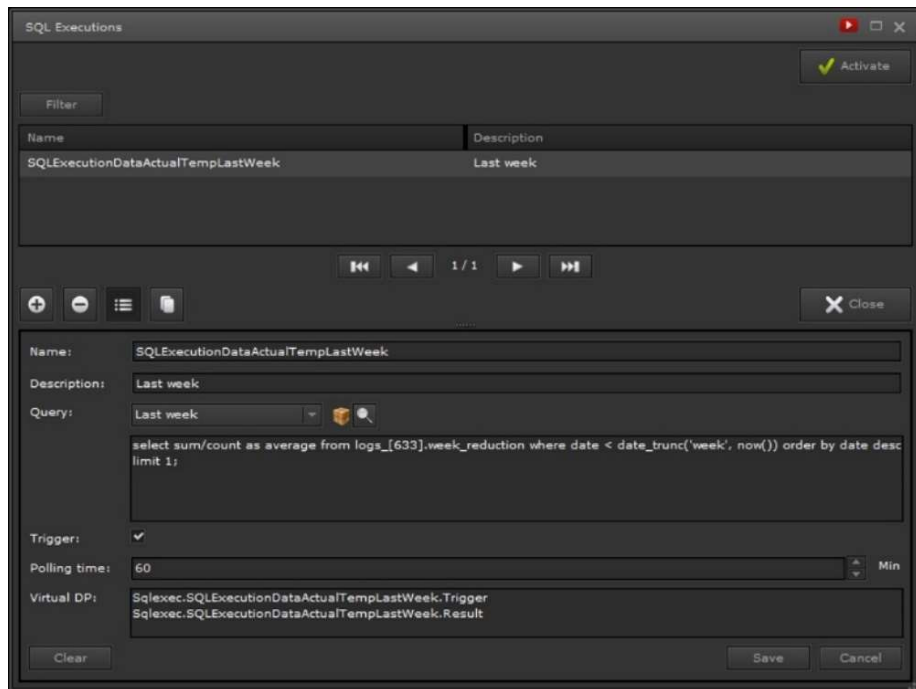 SQL Executions
Activate
Filter
Name Description
SQLExecutionDataActualTempLastWeek Last week
1/1
Close
Name: SQLExecutionDataActualTempLastWeek
Description: Last week
Query: Last week
select sum/count as average from logs_[633].week_reduction where date < date_trunc('week', now()) order by date desc
limit 1;
Trigger:
Polling time: 60 Min
Virtual DP: Sqlexec.SQLExecutionDataActualTempLastWeek.Trigger
Sqlexec.SQLExecutionDataActualTempLastWeek.Result
Clear Save Cancel